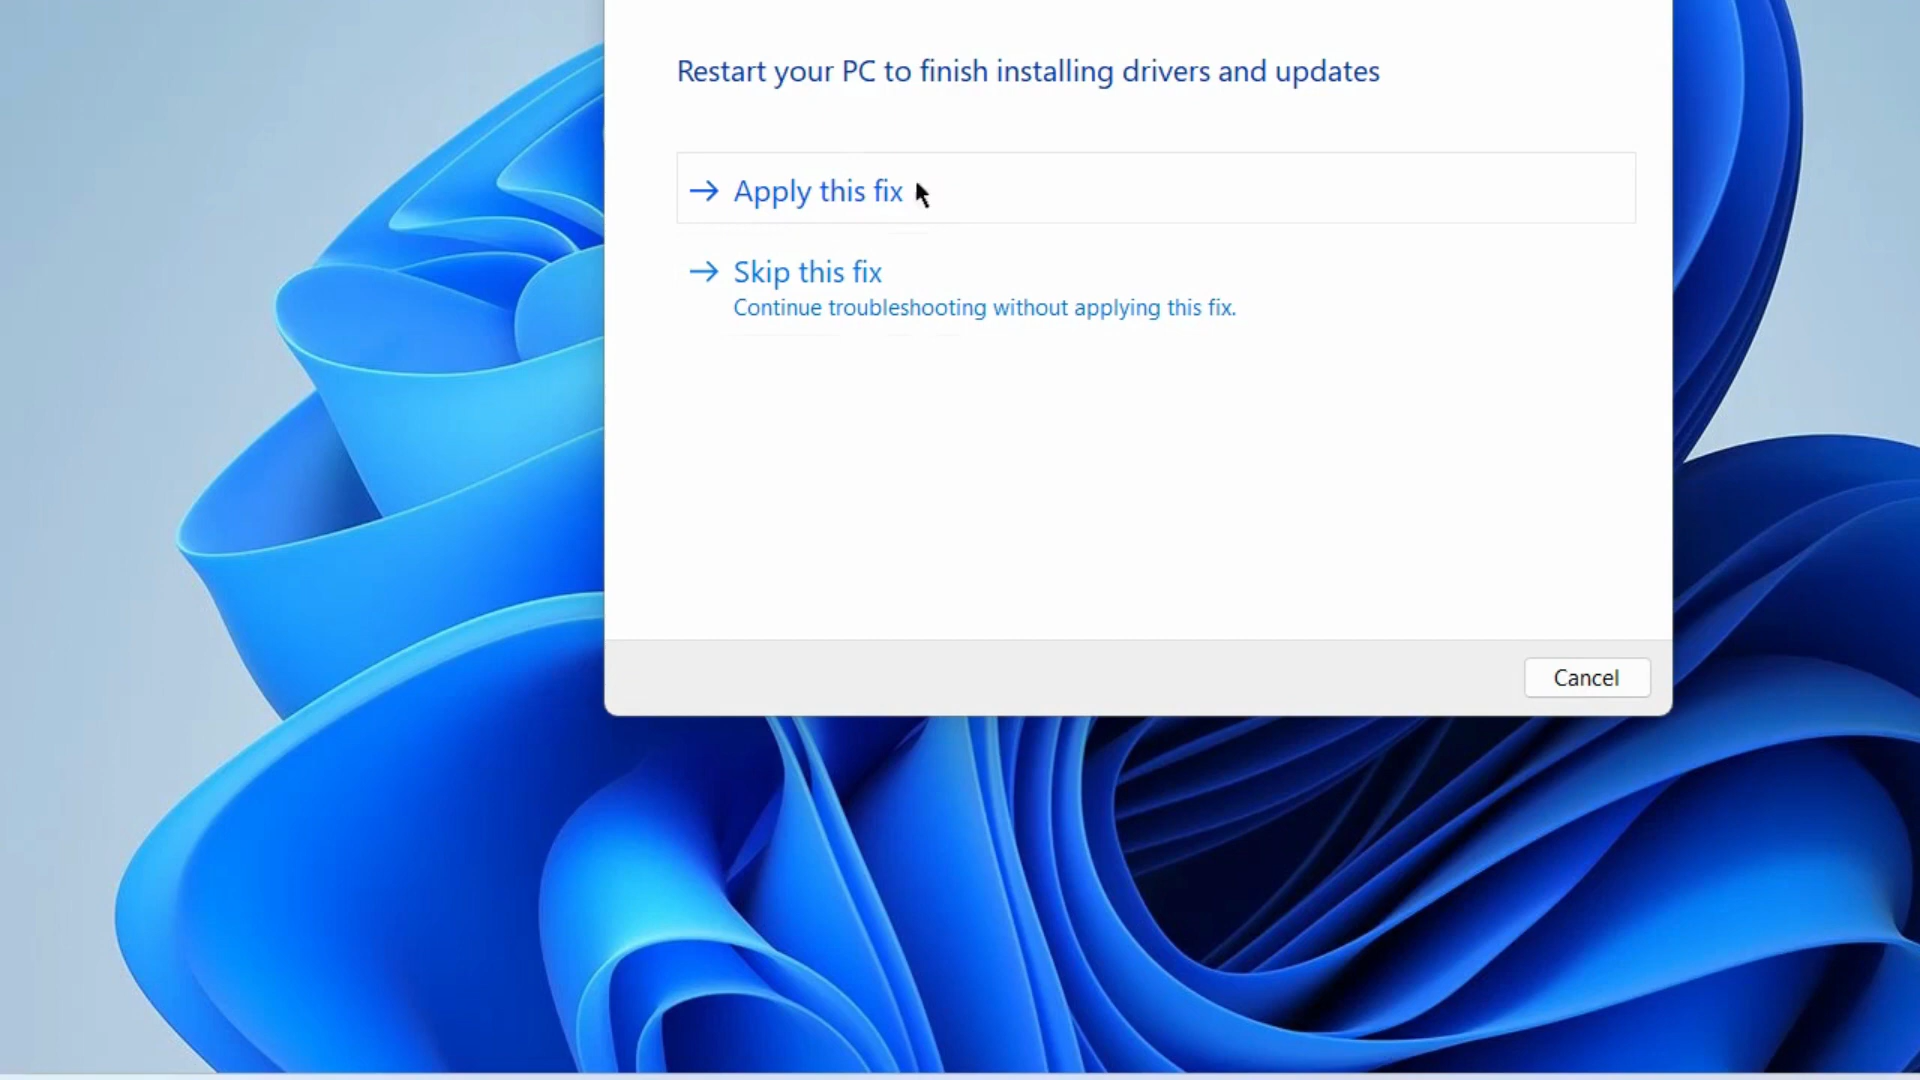 Restart your PC to finish installing drivers and updates
Apply this fix
Skip this fix
Continue troubleshooting without applying this fix.
Cancel